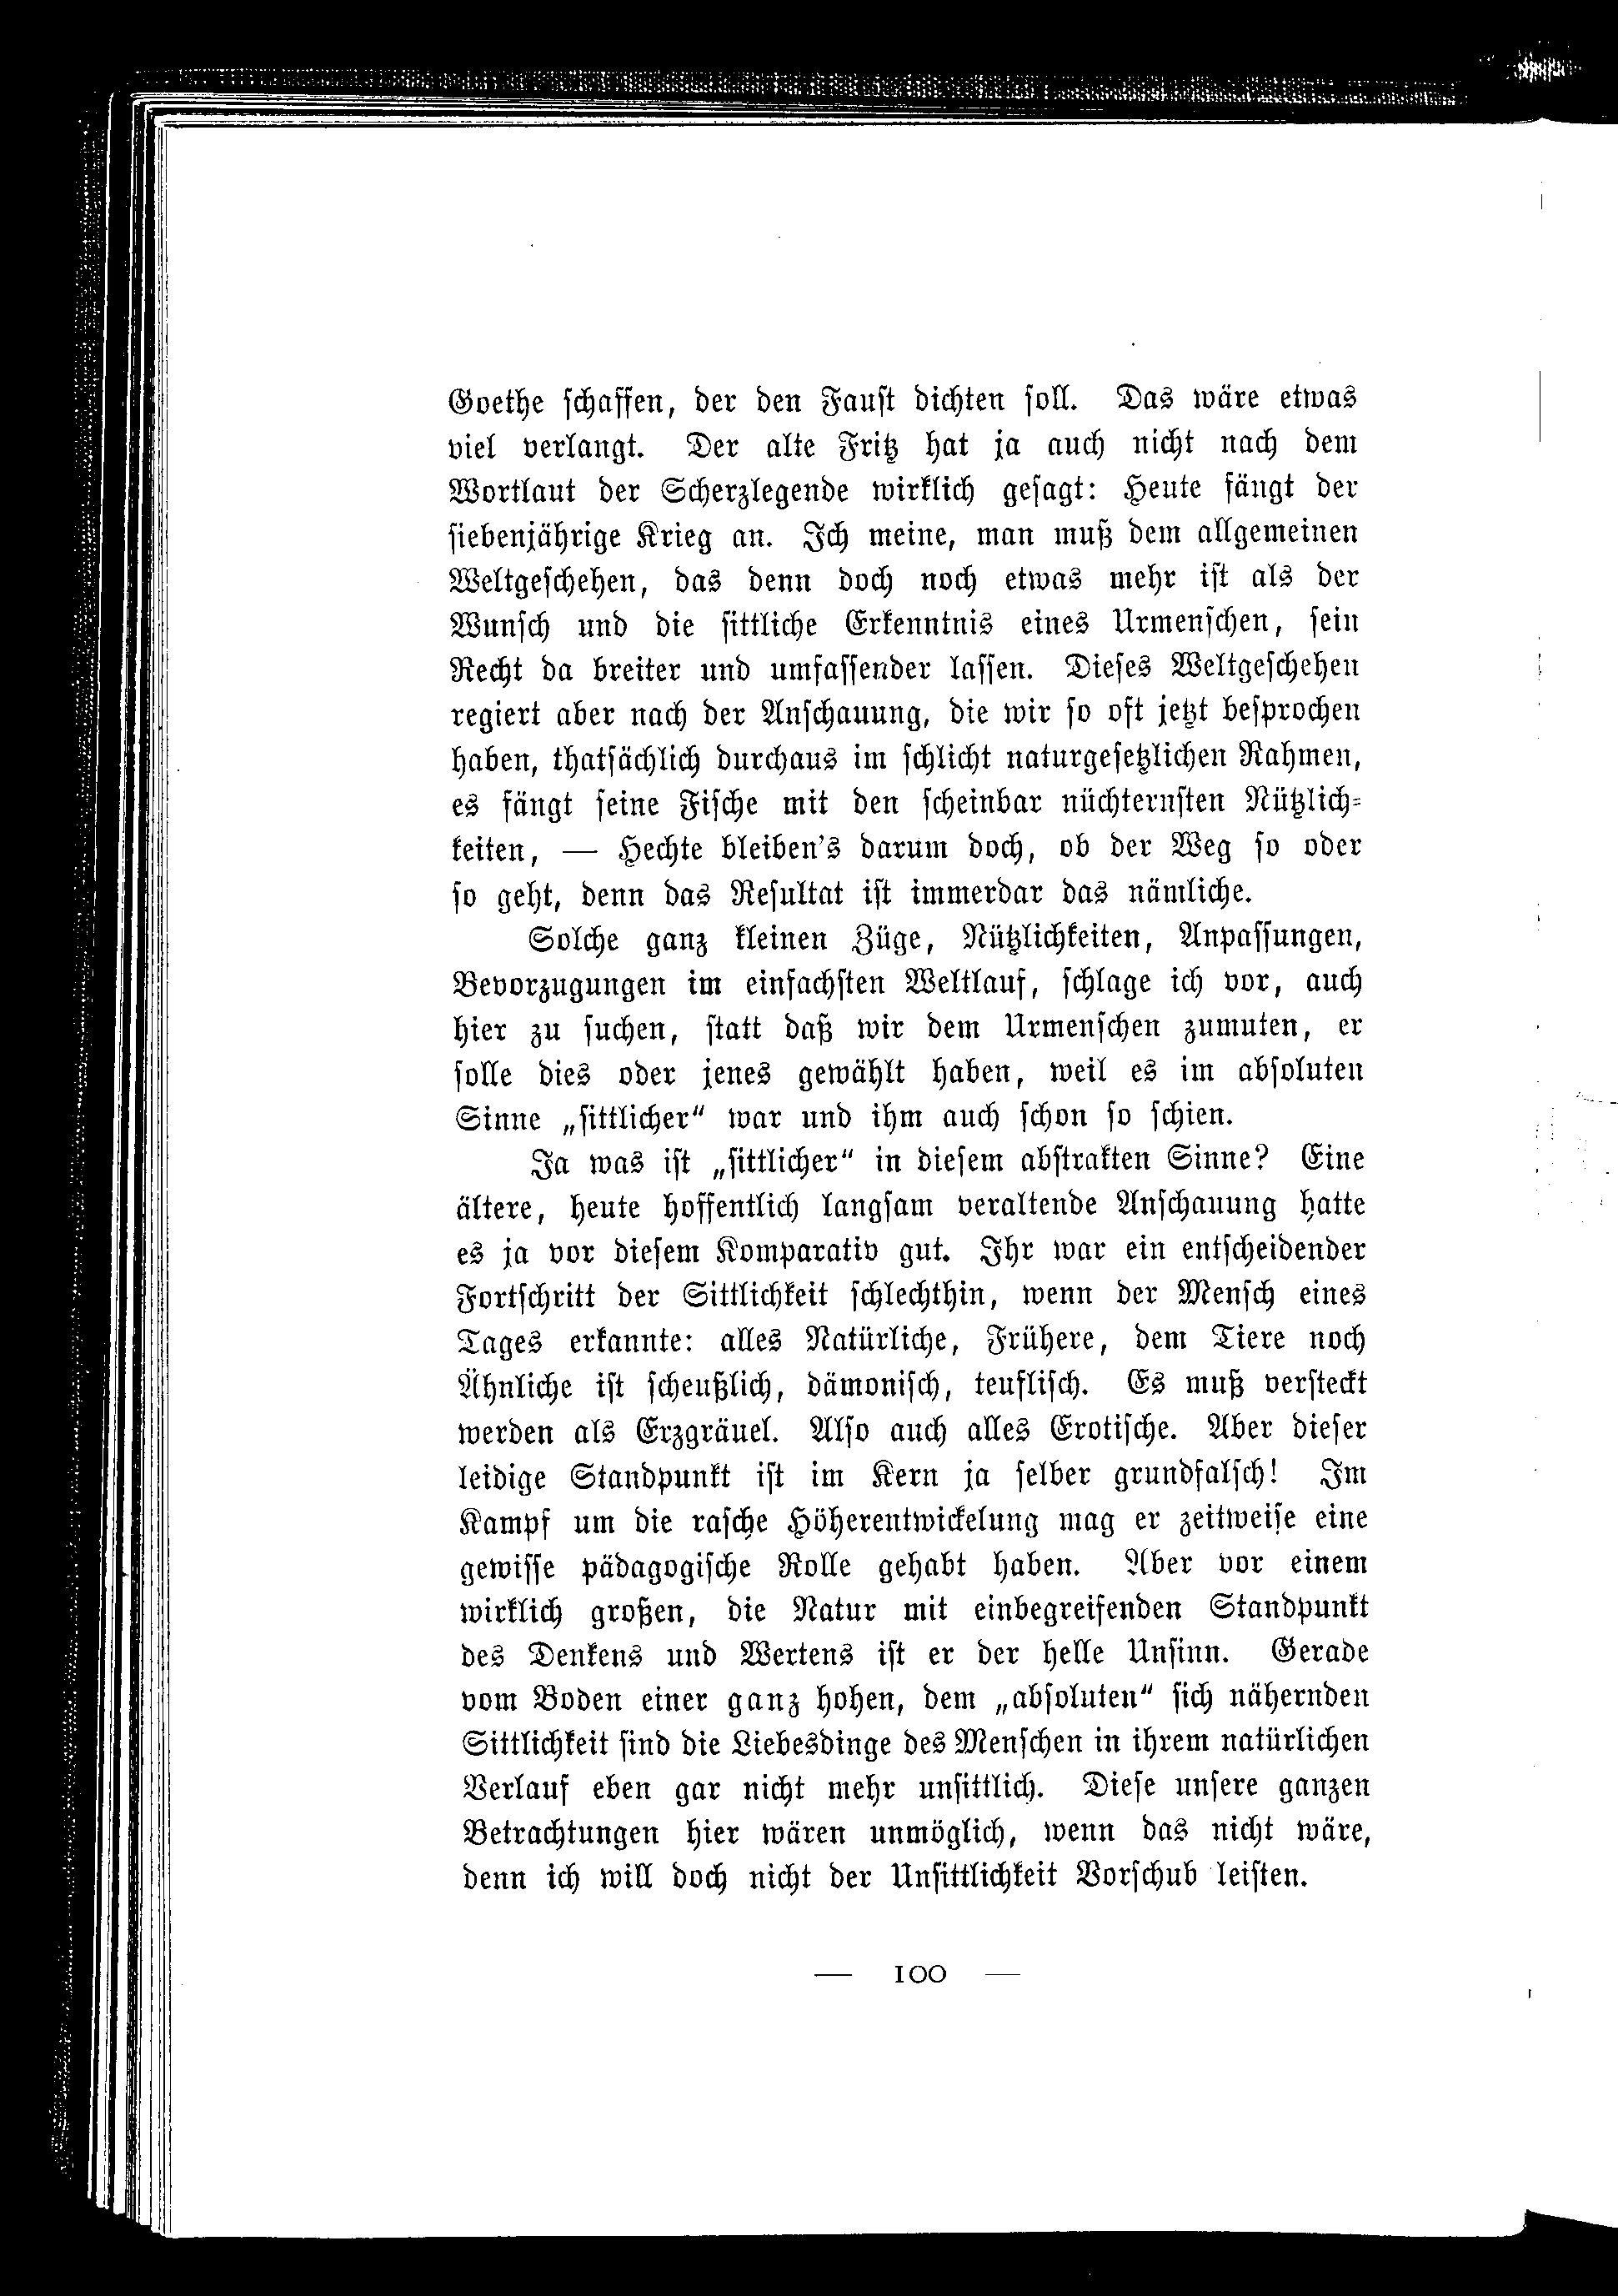 Goethe schaffen, der den Faust dichten soll. Das wäre etwas
viel verlangt. Der alte Fritz hat ja auch nicht nach dem
Wortlaut der Scherzlegende wirklich gesagt: Heute fängt der
siebenjährige Krieg an. Ich meine, man muß dem allgemeinen
Weltgeschehen, das denn doch noch etwas mehr ist als der
Wunsch und die sittliche Erkenntnis eines Urmenschen, sein
Recht da breiter und umfassender lassen. Dieses Weltgeschehen
regiert aber nach der Anschauung, die wir so oft jetzt besprochen
haben, thatsächlich durchaus im schlicht naturgesetzlichen Rahmen,
es fängt seine Fische mit den scheinbar nüchternsten Nützlich-
keiten, — Hechte bleiben's darum doch, ob der Weg so oder
so geht, denn das Resultat ist immerdar das nämliche.
Solche ganz kleinen Züge, Nützlichkeiten, Anpassungen,
Bevorzugungen im einfachsten Weltlauf, schlage ich vor, auch
hier zu suchen, statt daß wir dem Urmenschen zumuten, er
solle dies oder jenes gewählt haben, weil es im absoluten
Sinne „sittlicher“ war und ihm auch schon so schien.
Ja was ist „sittlicher“ in diesem abstrakten Sinne? Eine
ältere, heute hoffentlich langsam veraltende Anschauung hatte
es ja vor diesem Komparativ gut. Ihr war ein entscheidender
Fortschritt der Sittlichkeit schlechthin, wenn der Mensch eines
Tages erkannte: alles Natürliche, Frühere, dem Tiere noch
Ähnliche ist scheußlich, dämonisch, teuflisch. Es muß versteckt
werden als Erzgräuel. Also auch alles Erotische. Aber dieser
leidige Standpunkt ist im Kern ja selber grundfalsch! Im
Kampf um die rasche Höherentwickelung mag er zeitweise eine
gewisse pädagogische Rolle gehabt haben. Aber vor einem
wirklich großen, die Natur mit einbegreifenden Standpunkt
des Denkens und Wertens ist er der helle Unsinn. Gerade
vom Boden einer ganz hohen, dem „absoluten“ sich nähernden
Sittlichkeit sind die Liebesdinge des Menschen in ihrem natürlichen
Verlauf eben gar nicht mehr unsittlich. Diese unsere ganzen
Betrachtungen hier wären unmöglich, wenn das nicht wäre,
denn ich will doch nicht der Unsittlichkeit Vorschub leisten.
— 100 —